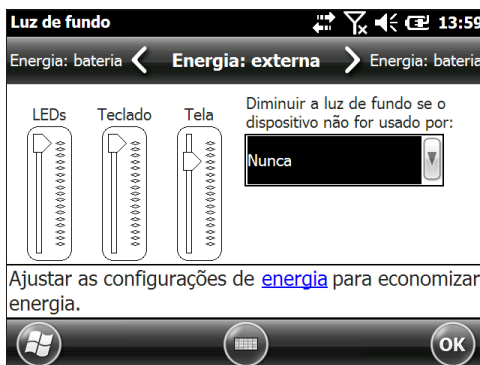 Luz de fundo 13:59
Energia: bateria Energia: externa Energia: bateria
LEDs Teclado Tela
Diminuir a luz de fundo se o
dispositivo não for usado por:
Nunca
Ajustar as configurações de energia para economizar
energia.
OK